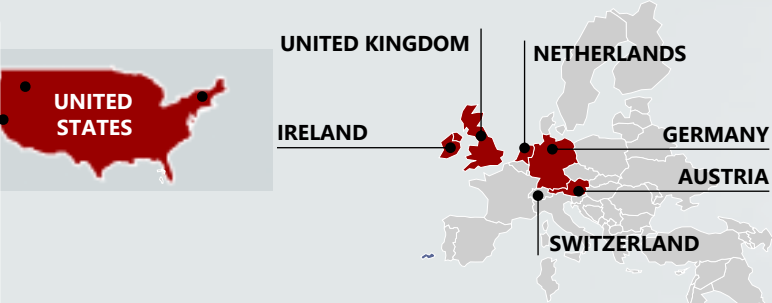 UNITED KINGDOM
NETHERLANDS
UNITED
STATES
IRELAND
GERMANY
AUSTRIA
SWITZERLAND